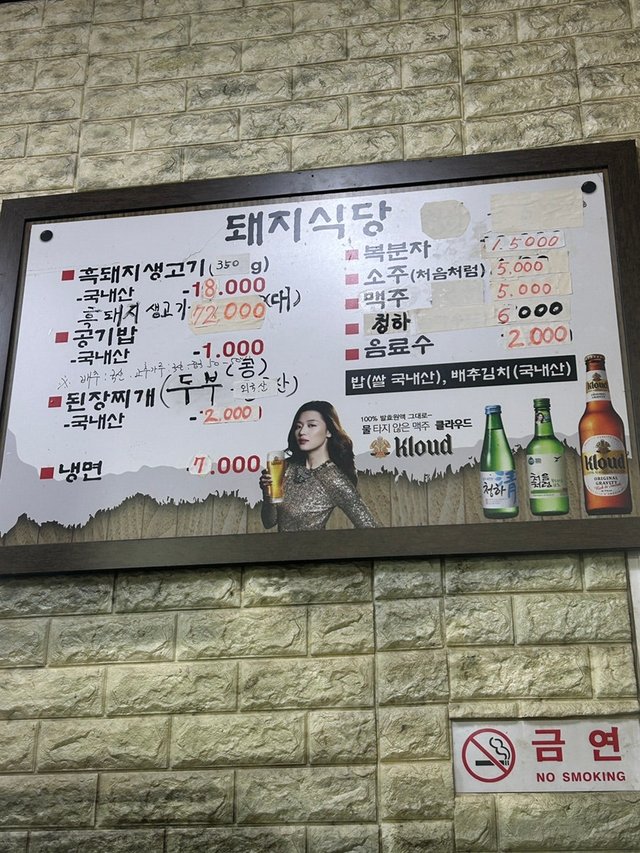 돼지식당
흑돼지생고기(350 g)
-국내산 -18.000
흑돼지 생고기 72.000 (대)
공기밥
-국내산 -1.000
된장찌개(두부(콩) 외국산)
-국내산 -2.000
냉면 -7.000
복분자 15000
소주(처음처럼) 5,000
맥주 5.000
청하 6000
음료수 2.000
밥(쌀 국내산), 배추김치(국내산)
100% 발효원액 그대로~
물 타지 않은 맥주 클라우드
Kloud
청하
처음처럼
Kloud
ORIGINAL
GRAVITY
금연
NO SMOKING